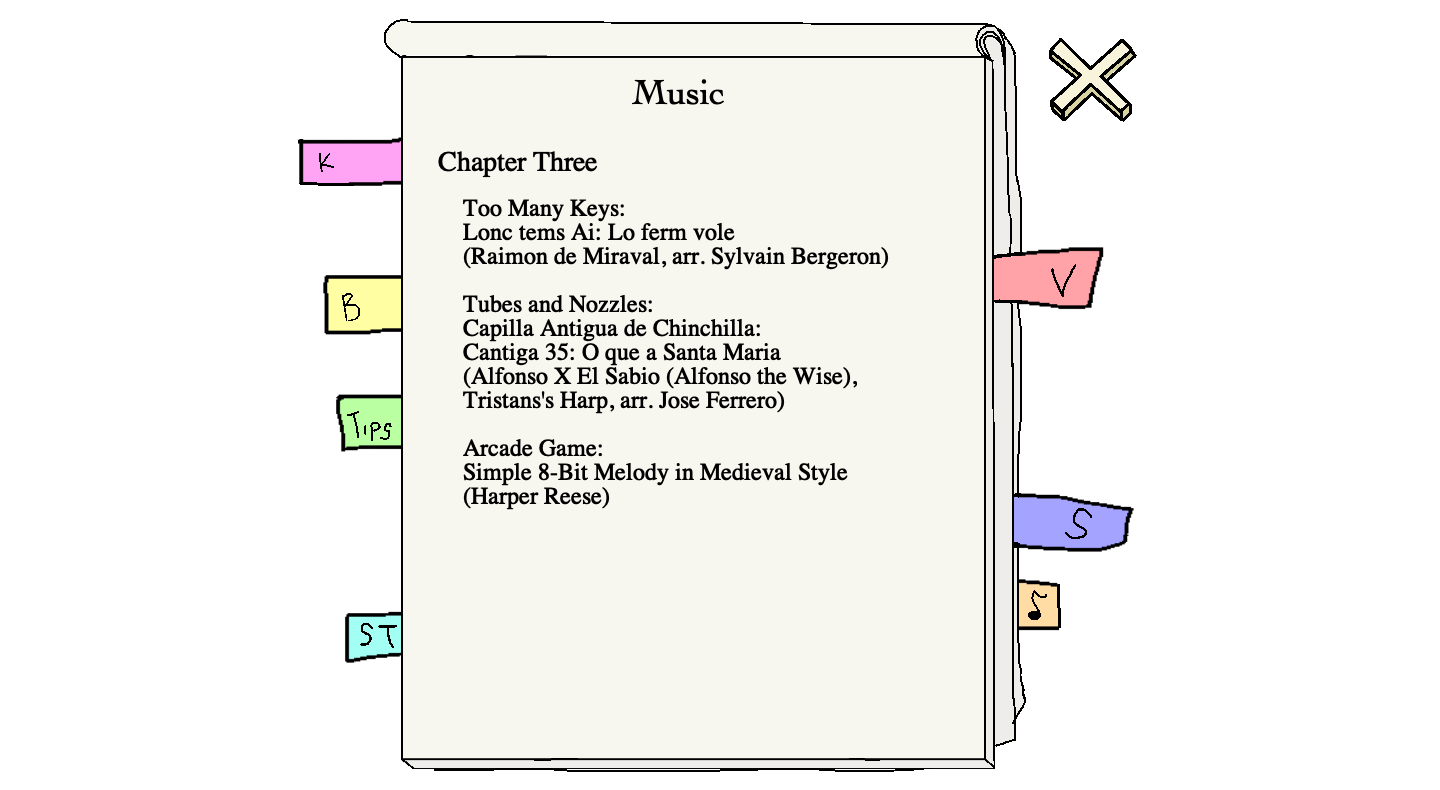 Music
K
Chapter Three
Too Many Keys:
Lonc tems Ai: Lo ferm vole
(Raimon de Miraval, arr. Sylvain Bergeron)
V
B
Tubes and Nozzles:
Capilla Antigua de Chinchilla:
Cantiga 35: O que a Santa Maria
(Alfonso X El Sabio (Alfonso the Wise),
Tristans's Harp, arr. Jose Ferrero)
TIPS
Arcade Game:
Simple 8-Bit Melody in Medieval Style
(Harper Reese)
S
ST